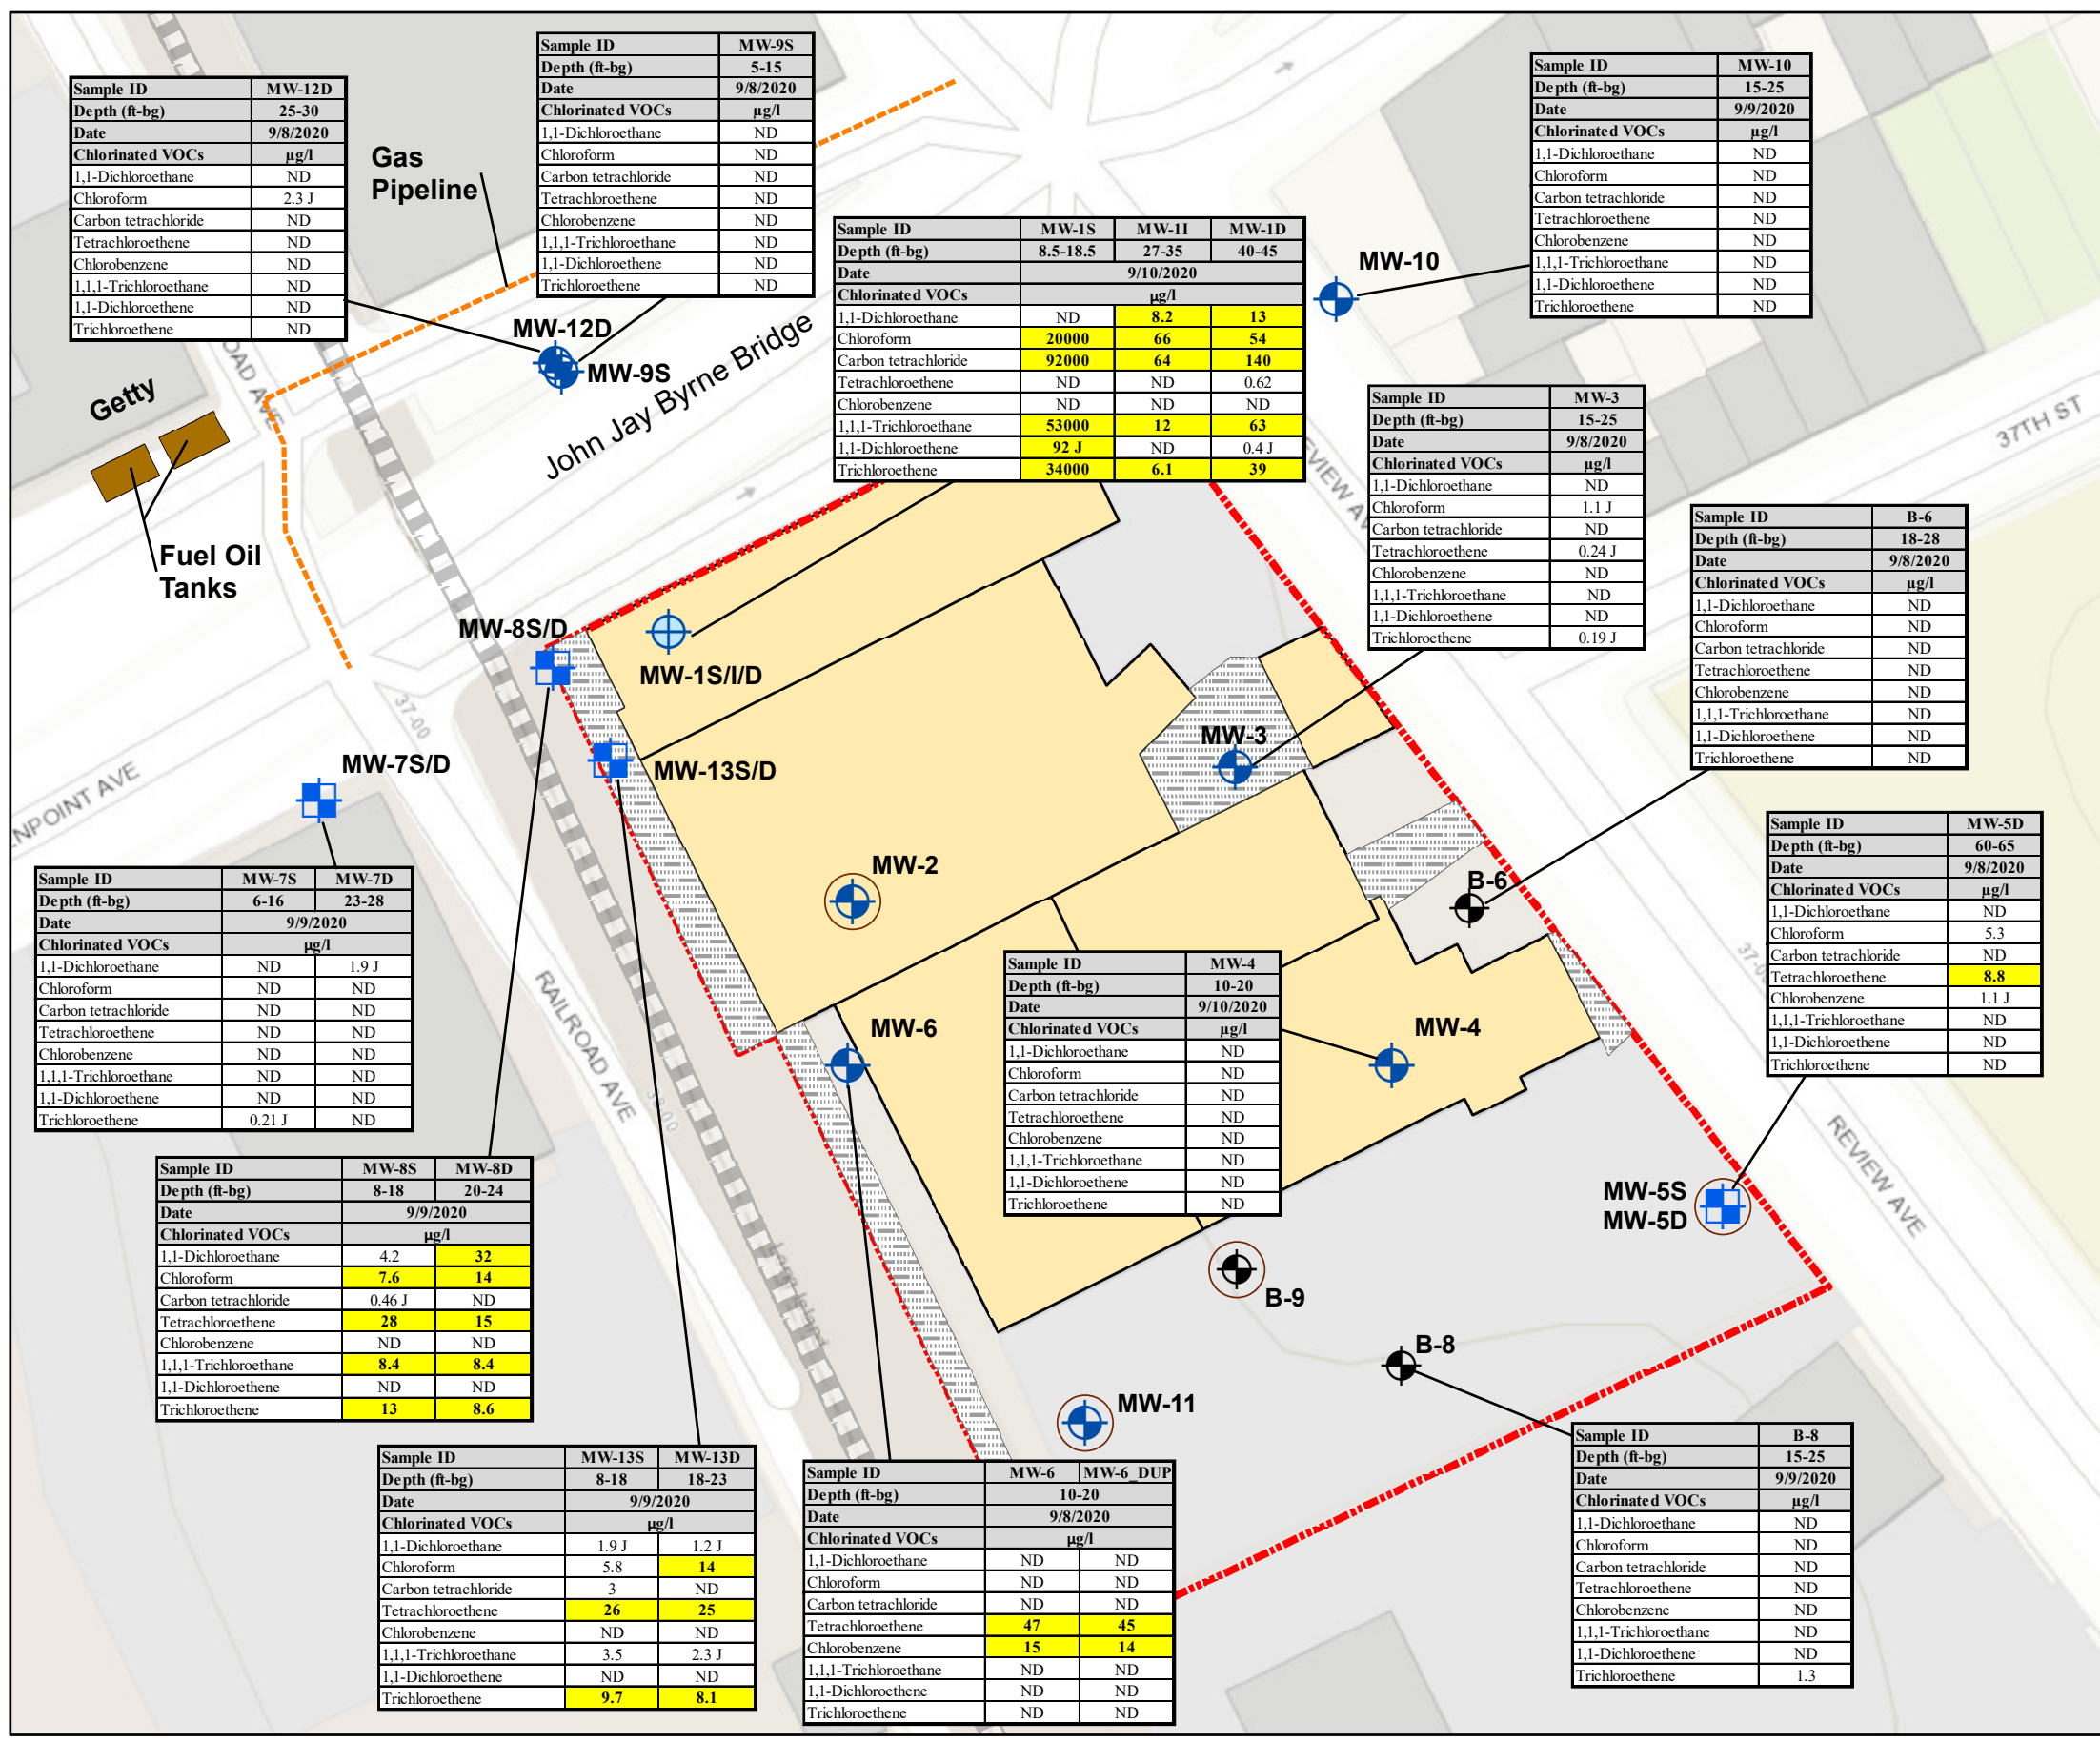 Sample ID MW-12D
Depth (ft-bg) 25-30
Date 9/8/2020
Chlorinated VOCs µg/l
1,1-Dichloroethane ND
Chloroform 2.3 J
Carbon tetrachloride ND
Tetrachloroethene ND
Chlorobenzene ND
1,1,1-Trichloroethane ND
1,1-Dichloroethene ND
Trichloroethene ND
Sample ID MW-9S
Depth (ft-bg) 5-15
Date 9/8/2020
Chlorinated VOCs µg/l
1,1-Dichloroethane ND
Chloroform ND
Carbon tetrachloride ND
Tetrachloroethene ND
Chlorobenzene ND
1,1,1-Trichloroethane ND
1,1-Dichloroethene ND
Trichloroethene ND
Sample ID MW-10
Depth (ft-bg) 15-25
Date 9/9/2020
Chlorinated VOCs µg/l
1,1-Dichloroethane ND
Chloroform ND
Carbon tetrachloride ND
Tetrachloroethene ND
Chlorobenzene ND
1,1,1-Trichloroethane ND
1,1-Dichloroethene ND
Trichloroethene ND
Gas
Pipeline
Sample ID MW-1S MW-1I MW-1D
Depth (ft-bg) 8.5-18.5 27-35 40-45
Date 9/10/2020
Chlorinated VOCs µg/l
1,1-Dichloroethane ND 8.2 13
Chloroform 20000 66 54
Carbon tetrachloride 92000 64 140
Tetrachloroethene ND ND 0.62
Chlorobenzene ND ND ND
1,1,1-Trichloroethane 53000 12 63
1,1-Dichloroethene 92 J ND 0.4 J
Trichloroethene 34000 6.1 39
MW-10
MW-12D
MW-9S
John Jay Byrne Bridge
Getty
OAD AVE
Fuel Oil
Tanks
Sample ID MW-3
Depth (ft-bg) 15-25
Date 9/8/2020
Chlorinated VOCs µg/l
1,1-Dichloroethane ND
Chloroform 1.1 J
Carbon tetrachloride ND
Tetrachloroethene 0.24 J
Chlorobenzene ND
1,1,1-Trichloroethane ND
1,1-Dichloroethene ND
Trichloroethene 0.19 J
37TH ST
EVIEW AV
Sample ID B-6
Depth (ft-bg) 18-28
Date 9/8/2020
Chlorinated VOCs µg/l
1,1-Dichloroethane ND
Chloroform ND
Carbon tetrachloride ND
Tetrachloroethene ND
Chlorobenzene ND
1,1,1-Trichloroethane ND
1,1-Dichloroethene ND
Trichloroethene ND
MW-8S/D
MW-1S/I/D
37-00
MW-3
MW-7S/D
MW-13S/D
NPOINT AVE
MW-2
B-6
Sample ID MW-5D
Depth (ft-bg) 60-65
Date 9/8/2020
Chlorinated VOCs µg/l
1,1-Dichloroethane ND
Chloroform 5.3
Carbon tetrachloride ND
Tetrachloroethene 8.8
Chlorobenzene 1.1 J
1,1,1-Trichloroethane ND
1,1-Dichloroethene ND
Trichloroethene ND
Sample ID MW-7S MW-7D
Depth (ft-bg) 6-16 23-28
Date 9/9/2020
Chlorinated VOCs µg/l
1,1-Dichloroethane ND 1.9 J
Chloroform ND ND
Carbon tetrachloride ND ND
Tetrachloroethene ND ND
Chlorobenzene ND ND
1,1,1-Trichloroethane ND ND
1,1-Dichloroethene ND ND
Trichloroethene 0.21 J ND
Sample ID MW-4
Depth (ft-bg) 10-20
Date 9/10/2020
Chlorinated VOCs µg/l
1,1-Dichloroethane ND
Chloroform ND
Carbon tetrachloride ND
Tetrachloroethene ND
Chlorobenzene ND
1,1,1-Trichloroethane ND
1,1-Dichloroethene ND
Trichloroethene ND
RAILROAD AVE
MW-6
MW-4
REVIEW AVE
MW-5S
MW-5D
Sample ID MW-8S MW-8D
Depth (ft-bg) 8-18 20-24
Date 9/9/2020
Chlorinated VOCs µg/l
1,1-Dichloroethane 4.2 32
Chloroform 7.6 14
Carbon tetrachloride 0.46 J ND
Tetrachloroethene 28 15
Chlorobenzene ND ND
1,1,1-Trichloroethane 8.4 8.4
1,1-Dichloroethene ND ND
Trichloroethene 13 8.6
Long Island
B-9
B-8
MW-11
Sample ID MW-13S MW-13D
Depth (ft-bg) 8-18 18-23
Date 9/9/2020
Chlorinated VOCs µg/l
1,1-Dichloroethane 1.9 J 1.2 J
Chloroform 5.8 14
Carbon tetrachloride 3 ND
Tetrachloroethene 26 25
Chlorobenzene ND ND
1,1,1-Trichloroethane 3.5 2.3 J
1,1-Dichloroethene ND ND
Trichloroethene 9.7 8.1
Sample ID MW-6 MW-6_DUP
Depth (ft-bg) 10-20
Date 9/8/2020
Chlorinated VOCs µg/l
1,1-Dichloroethane ND ND
Chloroform ND ND
Carbon tetrachloride ND ND
Tetrachloroethene 47 45
Chlorobenzene 15 14
1,1,1-Trichloroethane ND ND
1,1-Dichloroethene ND ND
Trichloroethene ND ND
Sample ID B-8
Depth (ft-bg) 15-25
Date 9/9/2020
Chlorinated VOCs µg/l
1,1-Dichloroethane ND
Chloroform ND
Carbon tetrachloride ND
Tetrachloroethene ND
Chlorobenzene ND
1,1,1-Trichloroethane ND
1,1-Dichloroethene ND
Trichloroethene 1.3